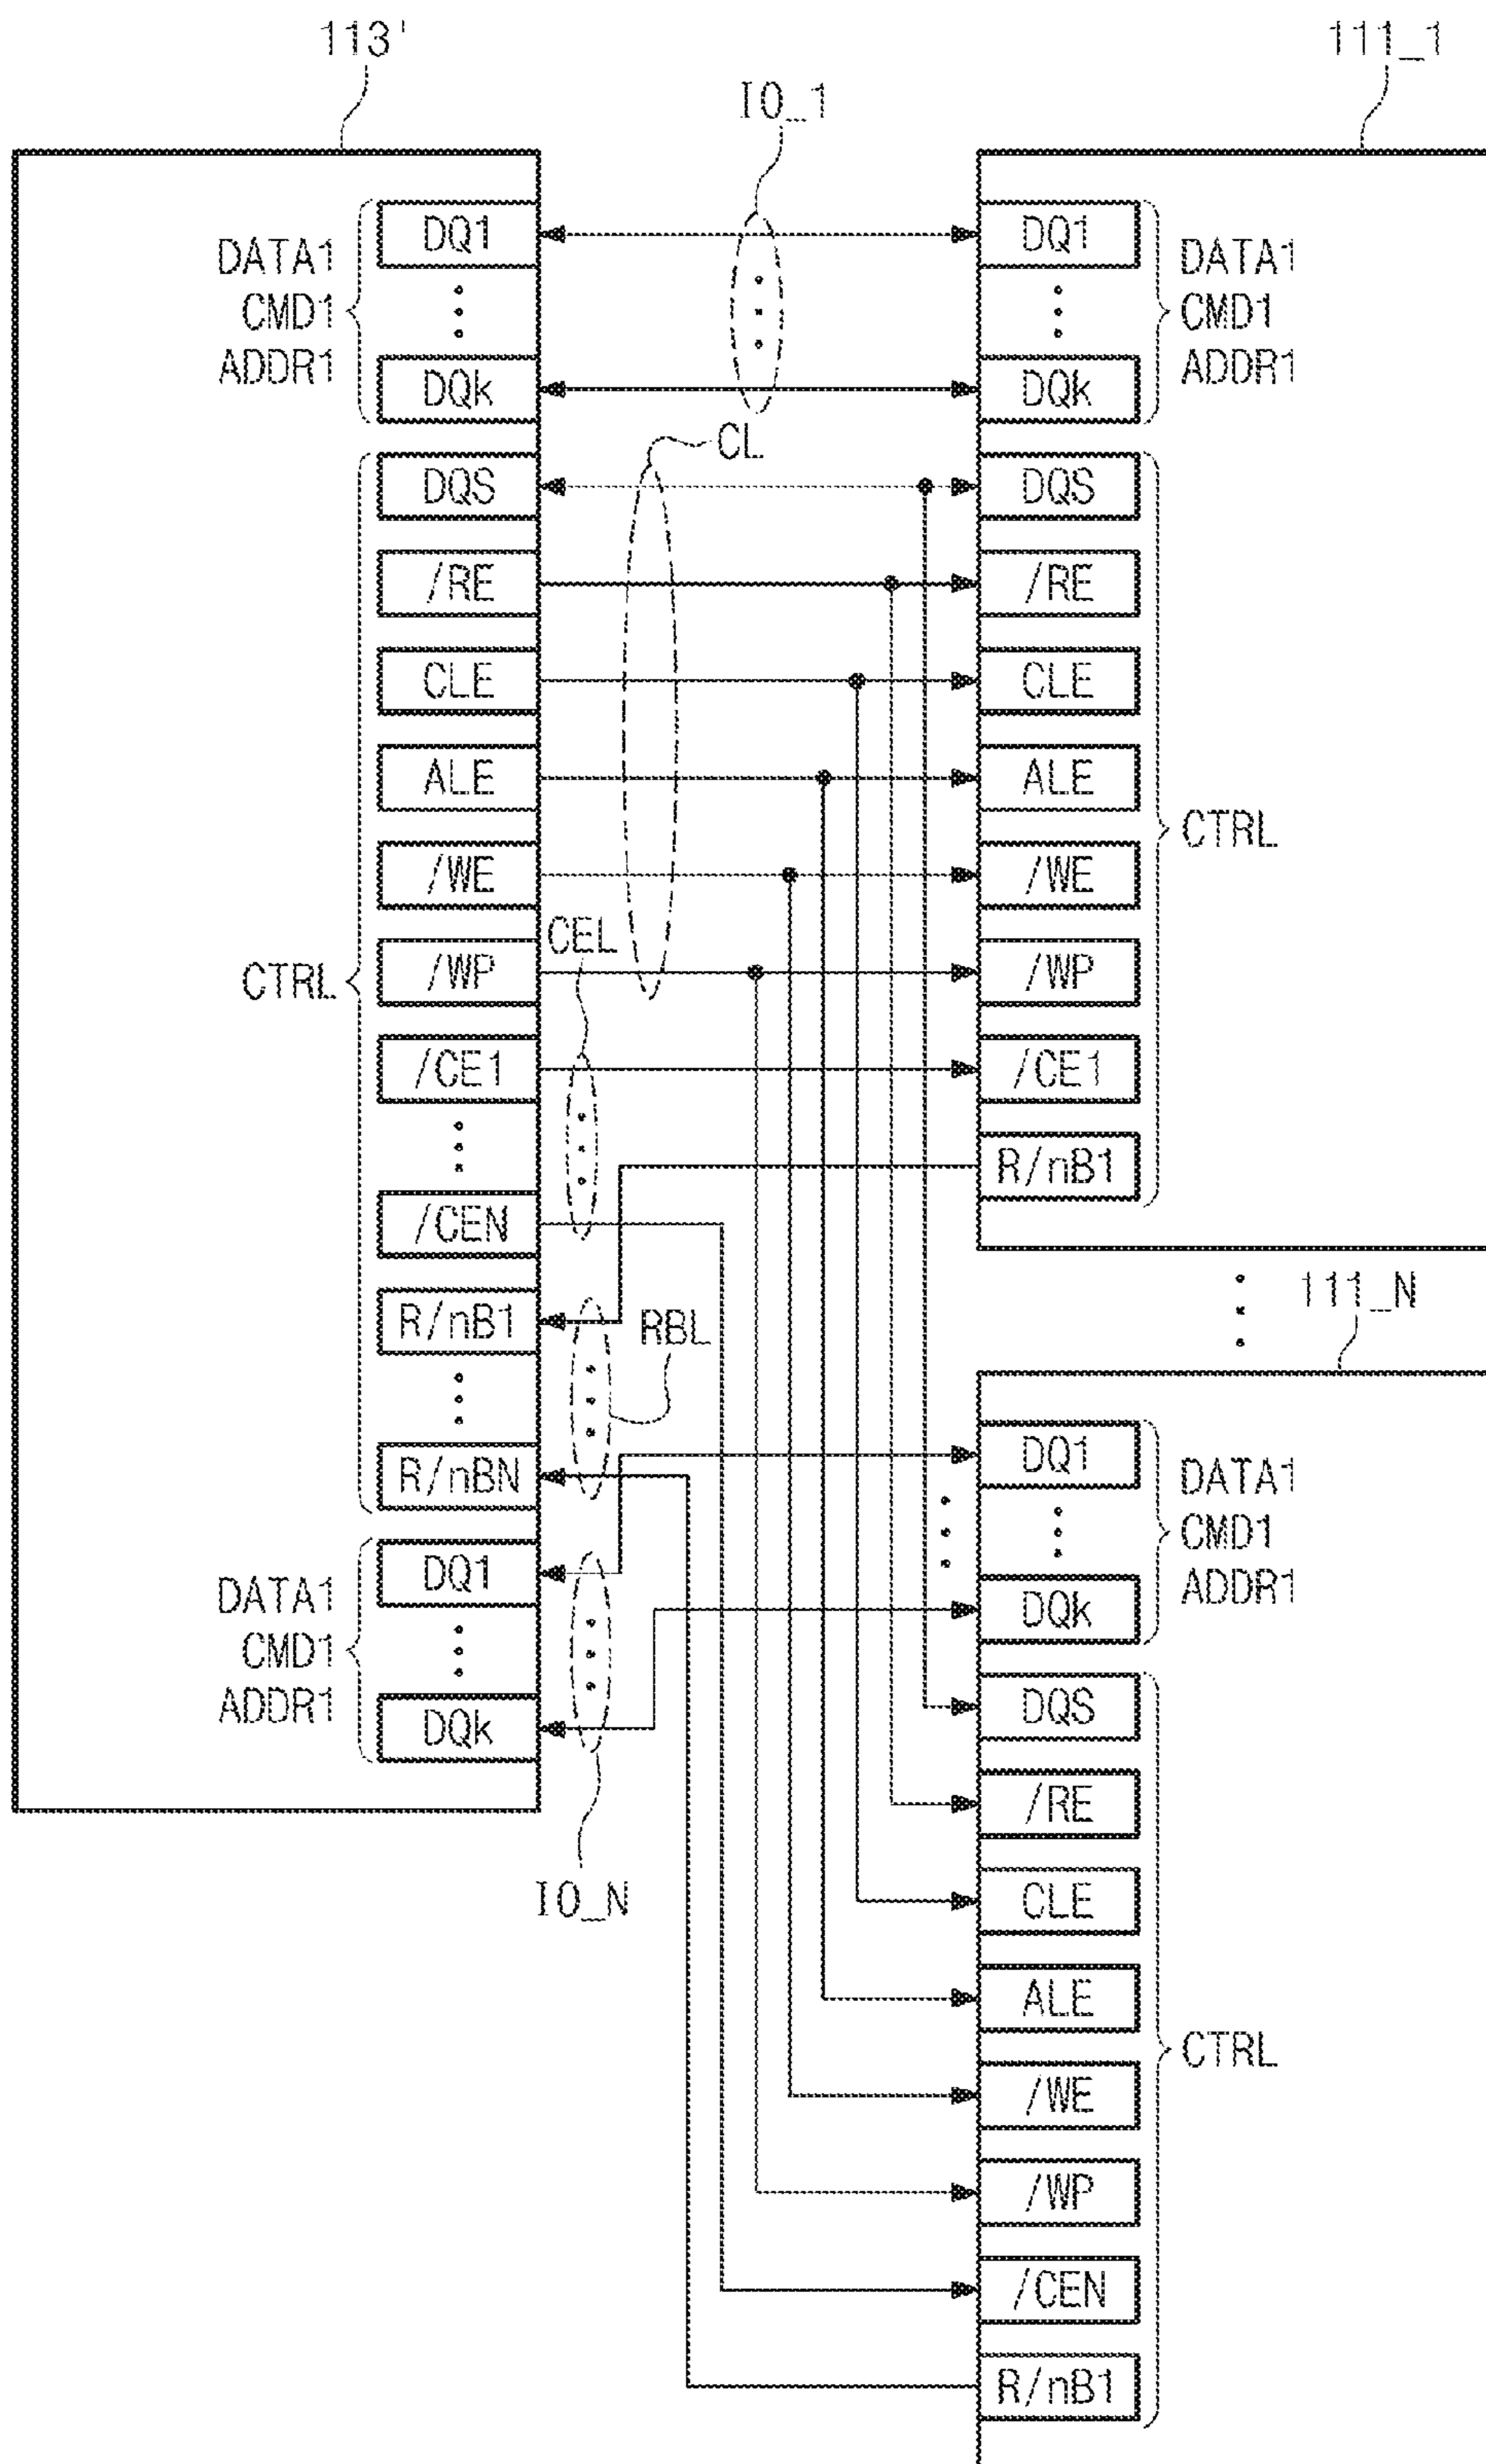 113'
111_1
IO_1
DATA1
CMD1
ADDR1
DQ1
DQk
DQ1
DQk
DATA1
CMD1
ADDR1
CL
CTRL
DQS
/RE
CLE
ALE
/WE
/WP
/CE1
/CEN
R/nB1
R/nBN
CEL
RBL
DQS
/RE
CLE
ALE
/WE
/WP
/CE1
R/nB1
CTRL
111_N
DATA1
CMD1
ADDR1
DQ1
DQk
IO_N
DQ1
DQk
DATA1
CMD1
ADDR1
DQS
/RE
CLE
ALE
/WE
/WP
/CEN
R/nB1
CTRL